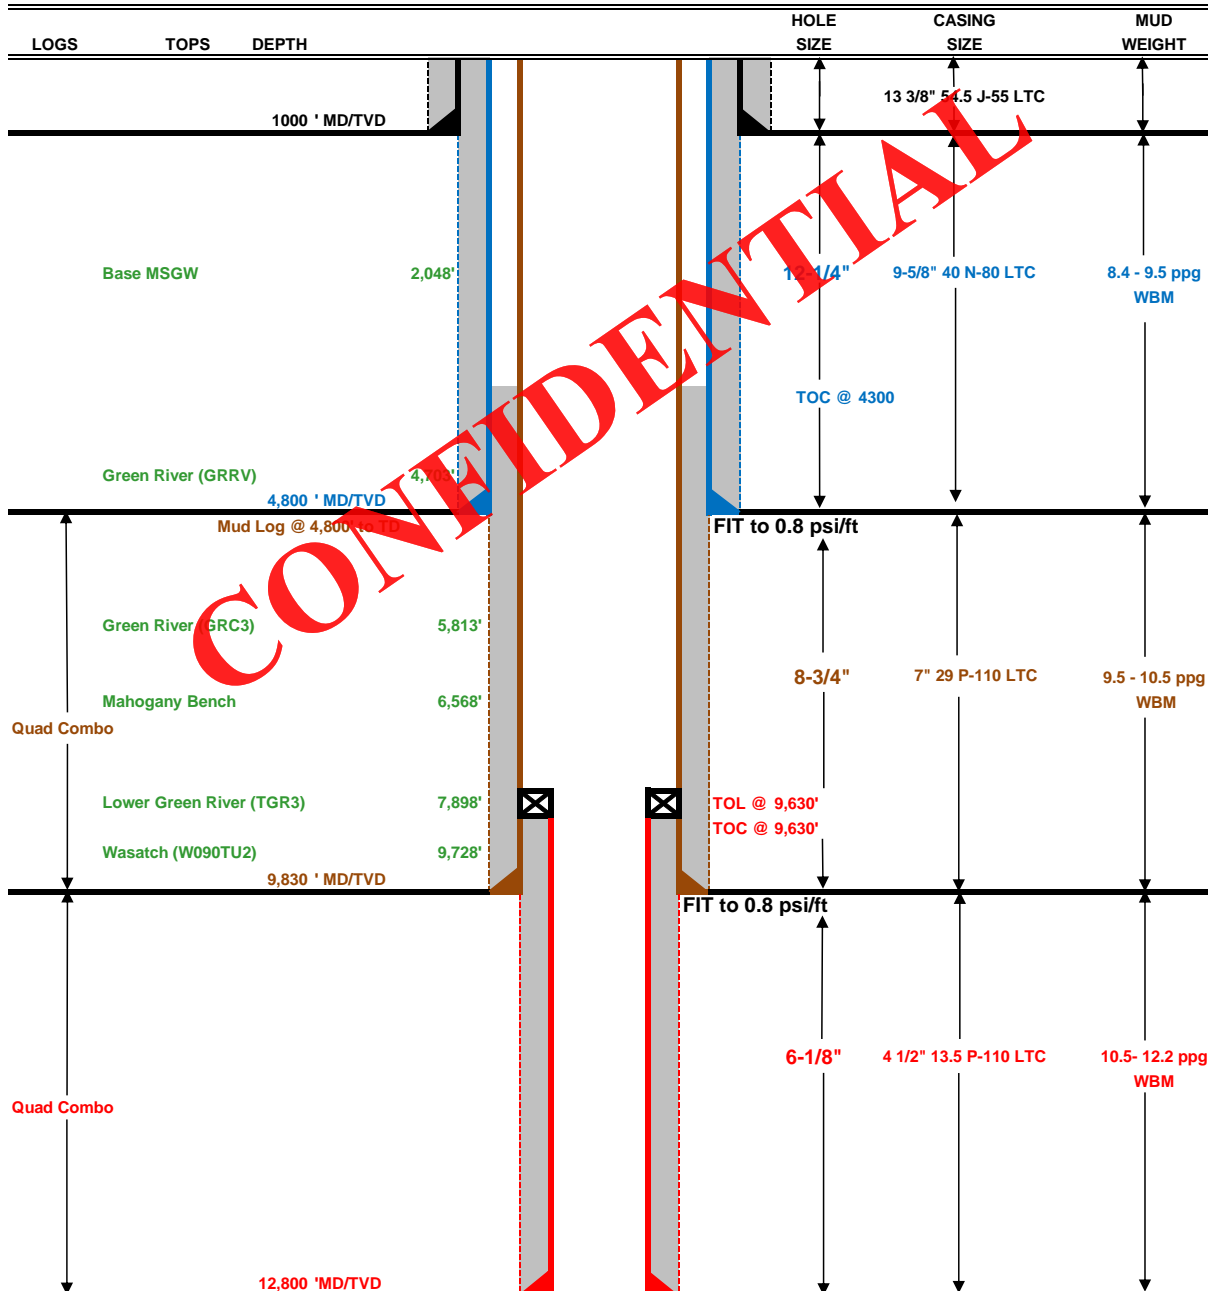 HOLE CASING MUD
LOGS TOPS DEPTH SIZE SIZE WEIGHT
13 3/8" 54.5 J-55 LTC
1000 ' MD/TVD
CONFIDENTIAL
Base MSGW 2,048' 12-1/4" 9-5/8" 40 N-80 LTC 8.4 - 9.5 ppg
WBM
TOC @ 4300
Green River (GRRV) 4,703'
4,800 ' MD/TVD
Mud Log @ 4,800' to TD FIT to 0.8 psi/ft
Green River (GRC3) 5,813'
8-3/4" 7" 29 P-110 LTC 9.5 - 10.5 ppg
Mahogany Bench 6,568' WBM
Quad Combo
Lower Green River (TGR3) 7,898' TOL @ 9,630'
TOC @ 9,630'
Wasatch (W090TU2) 9,728'
9,830 ' MD/TVD
FIT to 0.8 psi/ft
6-1/8" 4 1/2" 13.5 P-110 LTC 10.5- 12.2 ppg
WBM
Quad Combo
12,800 'MD/TVD